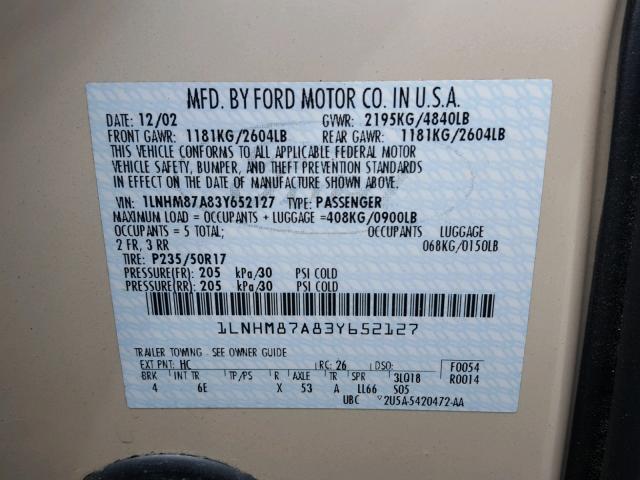 MFD. BY FORD MOTOR CO. IN U.S.A.
DATE: 12/02 GVWR: 2195KG/4840LB
FRONT GAWR: 1181KG/2604LB REAR GAWR: 1181KG/2604LB
THIS VEHICLE CONFORMS TO ALL APPLICABLE FEDERAL MOTOR
VEHICLE SAFETY, BUMPER, AND THEFT PREVENTION STANDARDS
IN EFFECT ON THE DATE OF MANUFACTURE SHOWN ABOVE.
VIN: 1LNHM87A83Y652127 TYPE: PASSENGER
MAXIMUM LOAD = OCCUPANTS + LUGGAGE = 408KG/0900LB
OCCUPANTS = 5 TOTAL; OCCUPANTS LUGGAGE
2 FR, 3 RR 068KG/0150LB
TIRE: P235/50R17
PRESSURE(FR): 205 kPa/30 PSI COLD
PRESSURE(RR): 205 kPa/30 PSI COLD
1LNHM87A83Y652127
TRAILER TOWING - SEE OWNER GUIDE
EXT PNT: HC RC: 26 DSO: F0054
BRK INT TR TP/PS R AXLE TR SPR 3LQ18 R0014
4 6E X 53 A LL66 S05
UBC 2U5A-5420472-AA